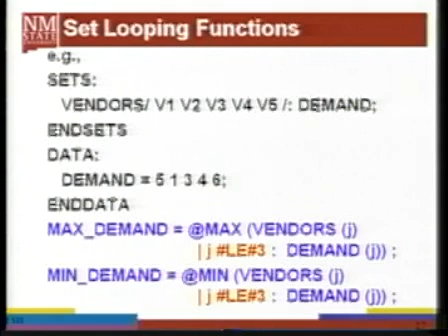 NM
STATE
Set Looping Functions
e.g.,
SETS:
VENDORS/ V1 V2 V3 V4 V5 /: DEMAND;
ENDSETS
DATA:
DEMAND = 5 1 3 4 6;
ENDDATA
MAX_DEMAND = @MAX (VENDORS (j)
| j #LE#3 : DEMAND (j)) ;
MIN_DEMAND = @MIN (VENDORS (j)
| j #LE#3 : DEMAND (j)) ;